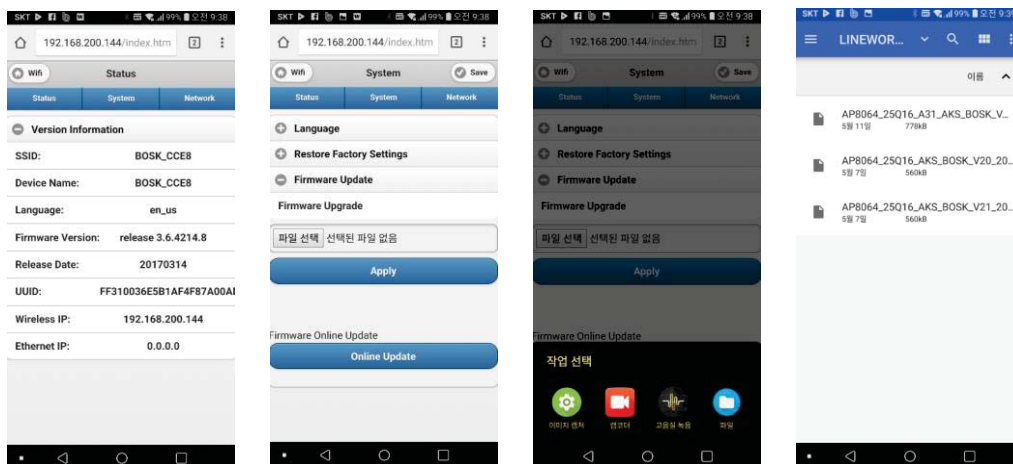 SKT 99% 오전 9:38
192.168.200.144/index.htm 2
Wifi Status
Status System Network
Version Information
SSID: BOSK_CCE8
Device Name: BOSK_CCE8
Language: en_us
Firmware Version: release 3.6.4214.8
Release Date: 20170314
UUID: FF310036E5B1AF4F87A00A
Wireless IP: 192.168.200.144
Ethernet IP: 0.0.0.0
SKT 99% 오전 9:38
192.168.200.144/index.htm 2
Wifi System Save
Status System Network
Language
Restore Factory Settings
Firmware Update
Firmware Upgrade
파일 선택 선택된 파일 없음
Apply
Firmware Online Update
Online Update
SKT 99% 오전 9:38
192.168.200.144/index.htm 2
Wifi System Save
Status System Network
Language
Restore Factory Settings
Firmware Update
Firmware Upgrade
파일 선택 선택된 파일 없음
Apply
Firmware Online Update
작업 선택
이미지 캡처 캠코더 고음질 녹음 파일
SKT 99% 오전 9:39
LINEWOR...
이름
AP8064_25Q16_A31_AKS_BOSK_V...
5월 11일 778kB
AP8064_25Q16_AKS_BOSK_V20_20...
5월 7일 560kB
AP8064_25Q16_AKS_BOSK_V21_20...
5월 7일 560kB